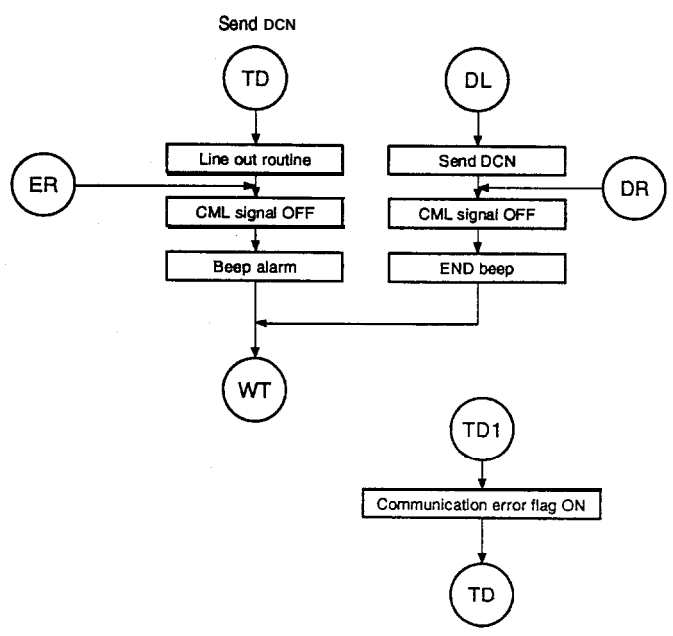 Send DCN
TD
DL
Line out routine
Send DCN
ER
DR
CML signal OFF
CML signal OFF
Beep alarm
END beep
WT
TD1
Communication error flag ON
TD